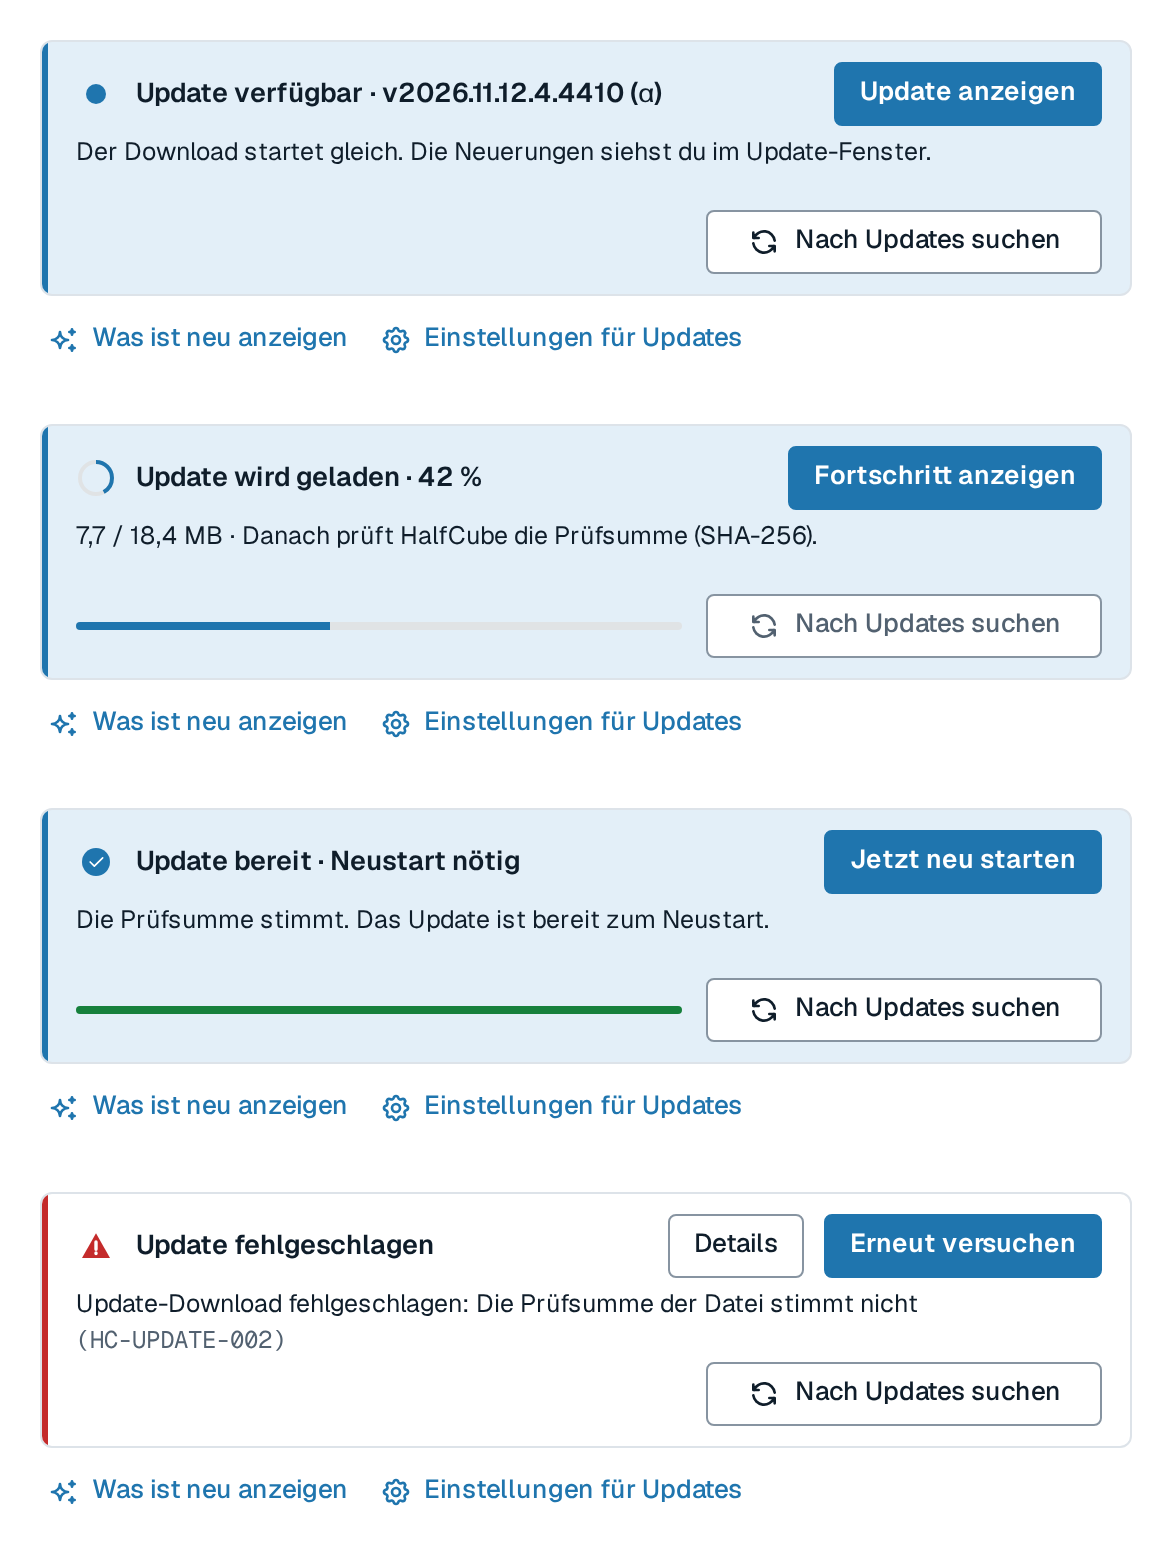 Update verfügbar · v2026.11.12.4.4410 (α)
Update anzeigen
Der Download startet gleich. Die Neuerungen siehst du im Update-Fenster.
Nach Updates suchen
Was ist neu anzeigen
Einstellungen für Updates
Update wird geladen · 42 %
Fortschritt anzeigen
7,7 / 18,4 MB · Danach prüft HalfCube die Prüfsumme (SHA-256).
Nach Updates suchen
Was ist neu anzeigen
Einstellungen für Updates
Update bereit · Neustart nötig
Jetzt neu starten
Die Prüfsumme stimmt. Das Update ist bereit zum Neustart.
Nach Updates suchen
Was ist neu anzeigen
Einstellungen für Updates
Update fehlgeschlagen
Details
Erneut versuchen
Update-Download fehlgeschlagen: Die Prüfsumme der Datei stimmt nicht
(HC-UPDATE-002)
Nach Updates suchen
Was ist neu anzeigen
Einstellungen für Updates